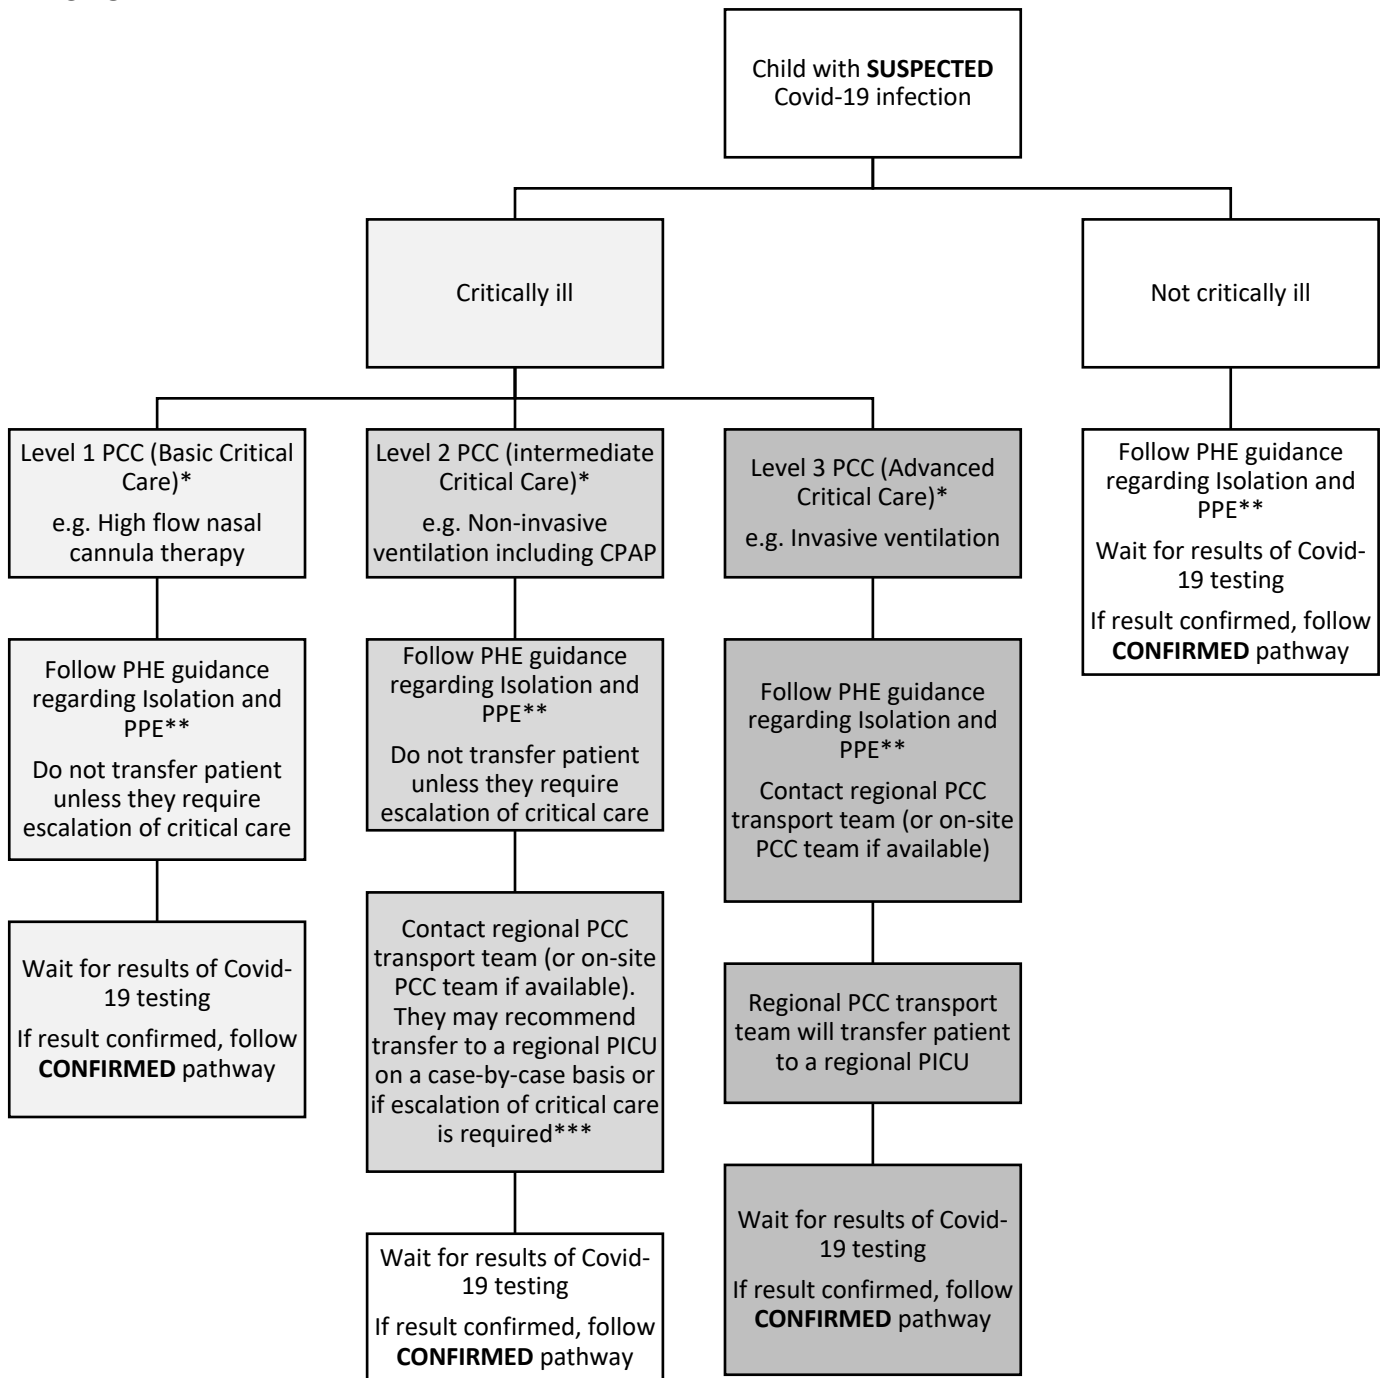 Child with SUSPECTED
Covid-19 infection
Critically ill
Not critically ill
Level 1 PCC (Basic Critical
Care)*
e.g. High flow nasal
cannula therapy
Level 2 PCC (intermediate
Critical Care)*
e.g. Non-invasive
ventilation including CPAP
Level 3 PCC (Advanced
Critical Care)*
e.g. Invasive ventilation
Follow PHE guidance
regarding Isolation and
PPE**
Wait for results of Covid-
19 testing
If result confirmed, follow
CONFIRMED pathway
Follow PHE guidance
regarding Isolation and
PPE**
Do not transfer patient
unless they require
escalation of critical care
Follow PHE guidance
regarding Isolation and
PPE**
Do not transfer patient
unless they require
escalation of critical care
Follow PHE guidance
regarding Isolation and
PPE**
Contact regional PCC
transport team (or on-site
PCC team if available)
Wait for results of Covid-
19 testing
If result confirmed, follow
CONFIRMED pathway
Contact regional PCC
transport team (or on-site
PCC team if available).
They may recommend
transfer to a regional PICU
on a case-by-case basis or
if escalation of critical care
is required***
Regional PCC transport
team will transfer patient
to a regional PICU
Wait for results of Covid-
19 testing
If result confirmed, follow
CONFIRMED pathway
Wait for results of Covid-
19 testing
If result confirmed, follow
CONFIRMED pathway